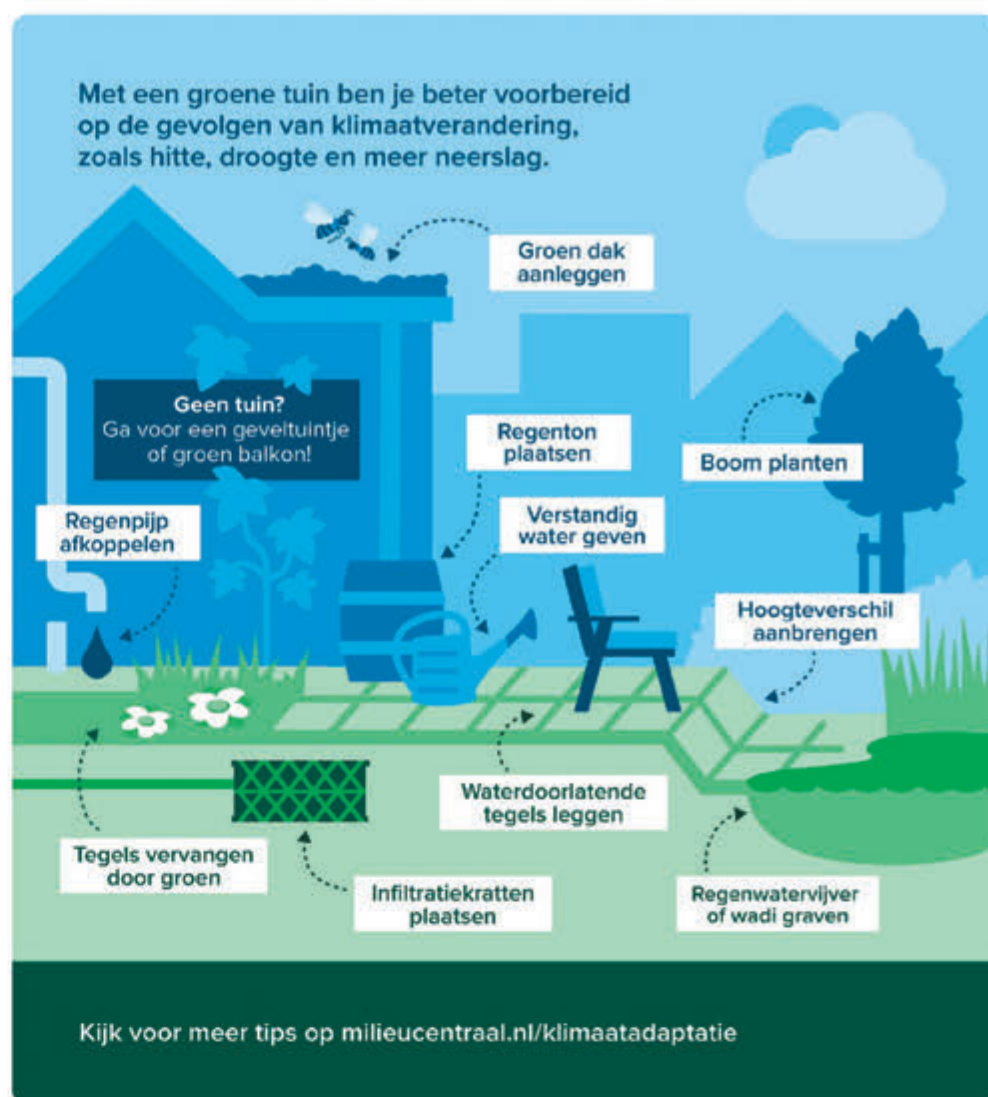 Met een groene tuin ben je beter voorbereid
op de gevolgen van klimaatverandering,
zoals hitte, droogte en meer neerslag.
Groen dak
aanleggen
Geen tuin?
Ga voor een geveltuintje
of groen balkon!
Regenton
plaatsen
Boom planten
Regenpijp
afkoppelen
Verstandig
water geven
Hoogteverschil
aanbrengen
Waterdoorlatende
tegels leggen
Tegels vervangen
door groen
Infiltratiekratten
plaatsen
Regenwatervijver
of wadi graven
Kijk voor meer tips op milieucentraal.nl/klimaatadaptatie